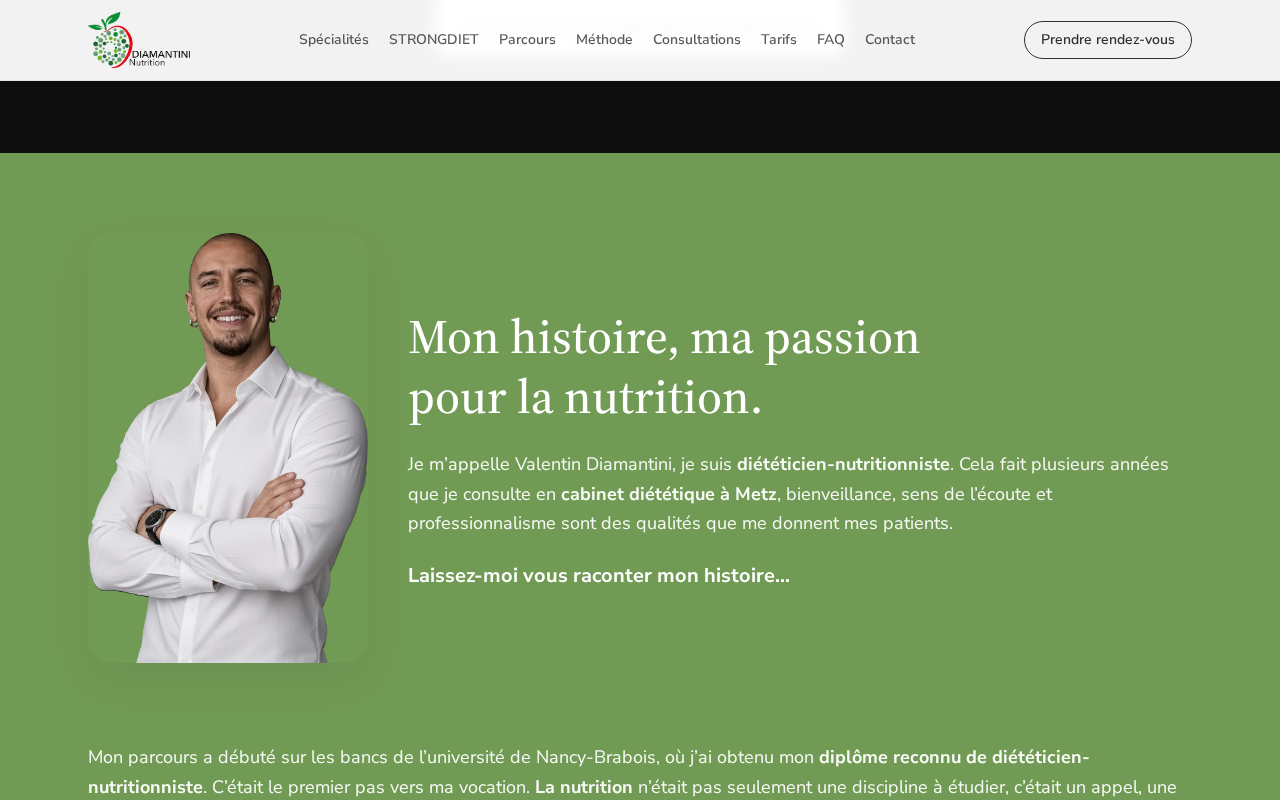 DIAMANTINI
Nutrition
Spécialités STRONGDIET Parcours Méthode Consultations Tarifs FAQ Contact
Prendre rendez-vous
Mon histoire, ma passion
pour la nutrition.
Je m’appelle Valentin Diamantini, je suis diététicien-nutritionniste. Cela fait plusieurs années
que je consulte en cabinet diététique à Metz, bienveillance, sens de l’écoute et
professionnalisme sont des qualités que me donnent mes patients.
Laissez-moi vous raconter mon histoire...
Mon parcours a débuté sur les bancs de l’université de Nancy-Brabois, où j’ai obtenu mon diplôme reconnu de diététicien-
nutritionniste. C’était le premier pas vers ma vocation. La nutrition n’était pas seulement une discipline à étudier, c’était un appel, une